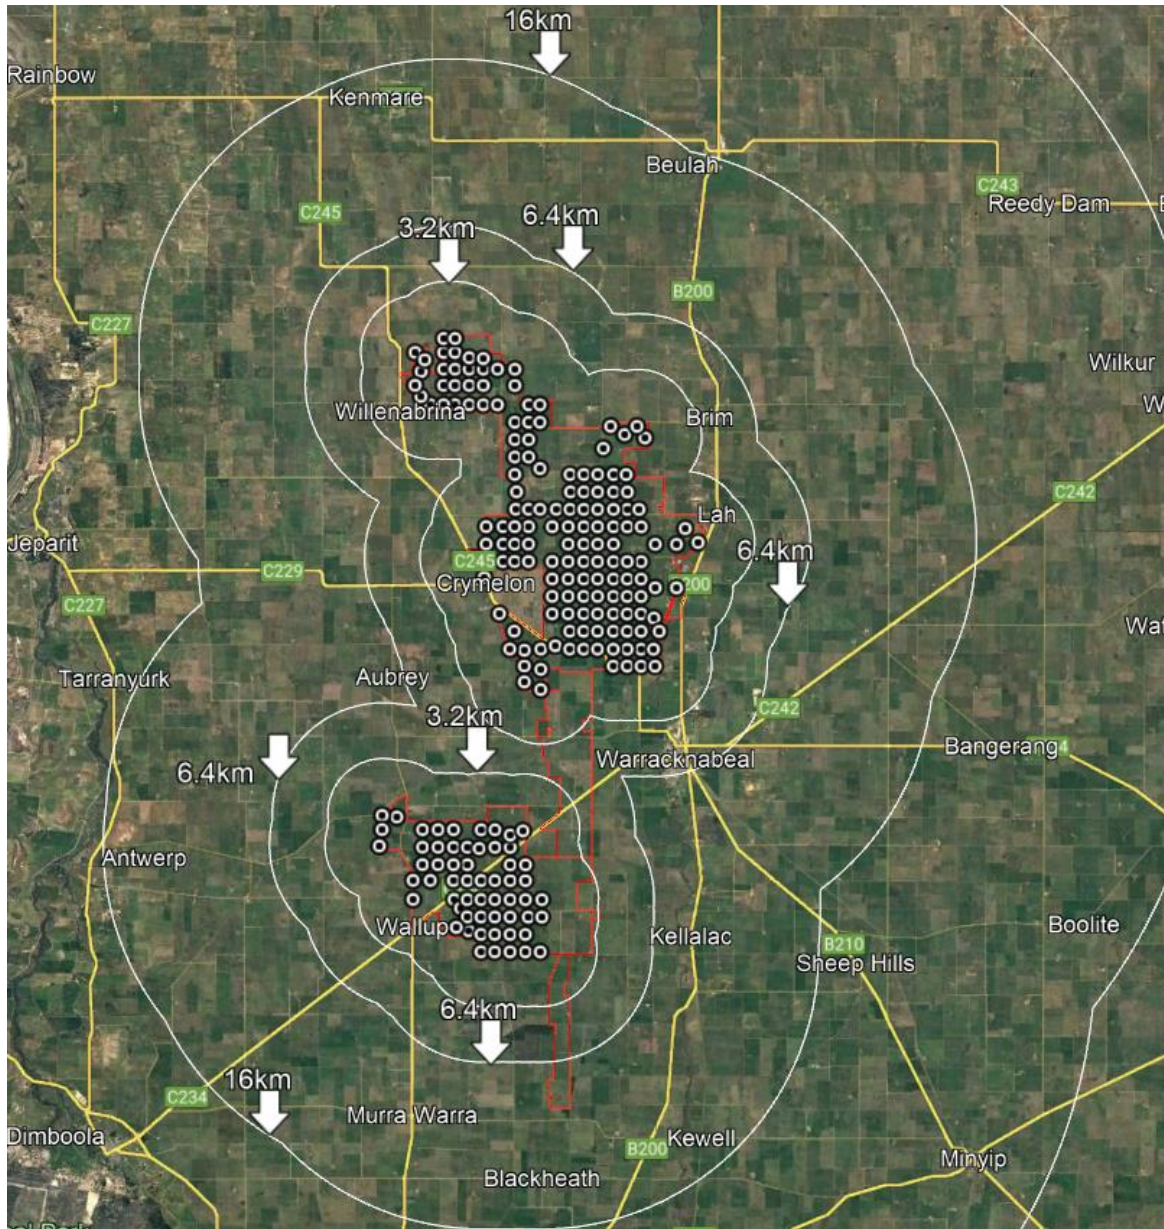 16km
Rainbow
Kenmare
Beulah
C243
Reedy Dam
C245
6.4km
3.2km
B200
C227
Wilkur
Willenabrina
Brim
C242
Lah
Jeparit
6.4km
C245
C229
Crymelon
200
C227
Tarranyurk
Aubrey
C242
3.2km
Bangerang
4
Warracknabeal
6.4km
Antwerp
Wallup
Boolite
Kellalac
B210
Sheep Hills
6.4km
16km
C234
Murra Warra
Dimboola
Kewell
B200
Minyip
Blackheath